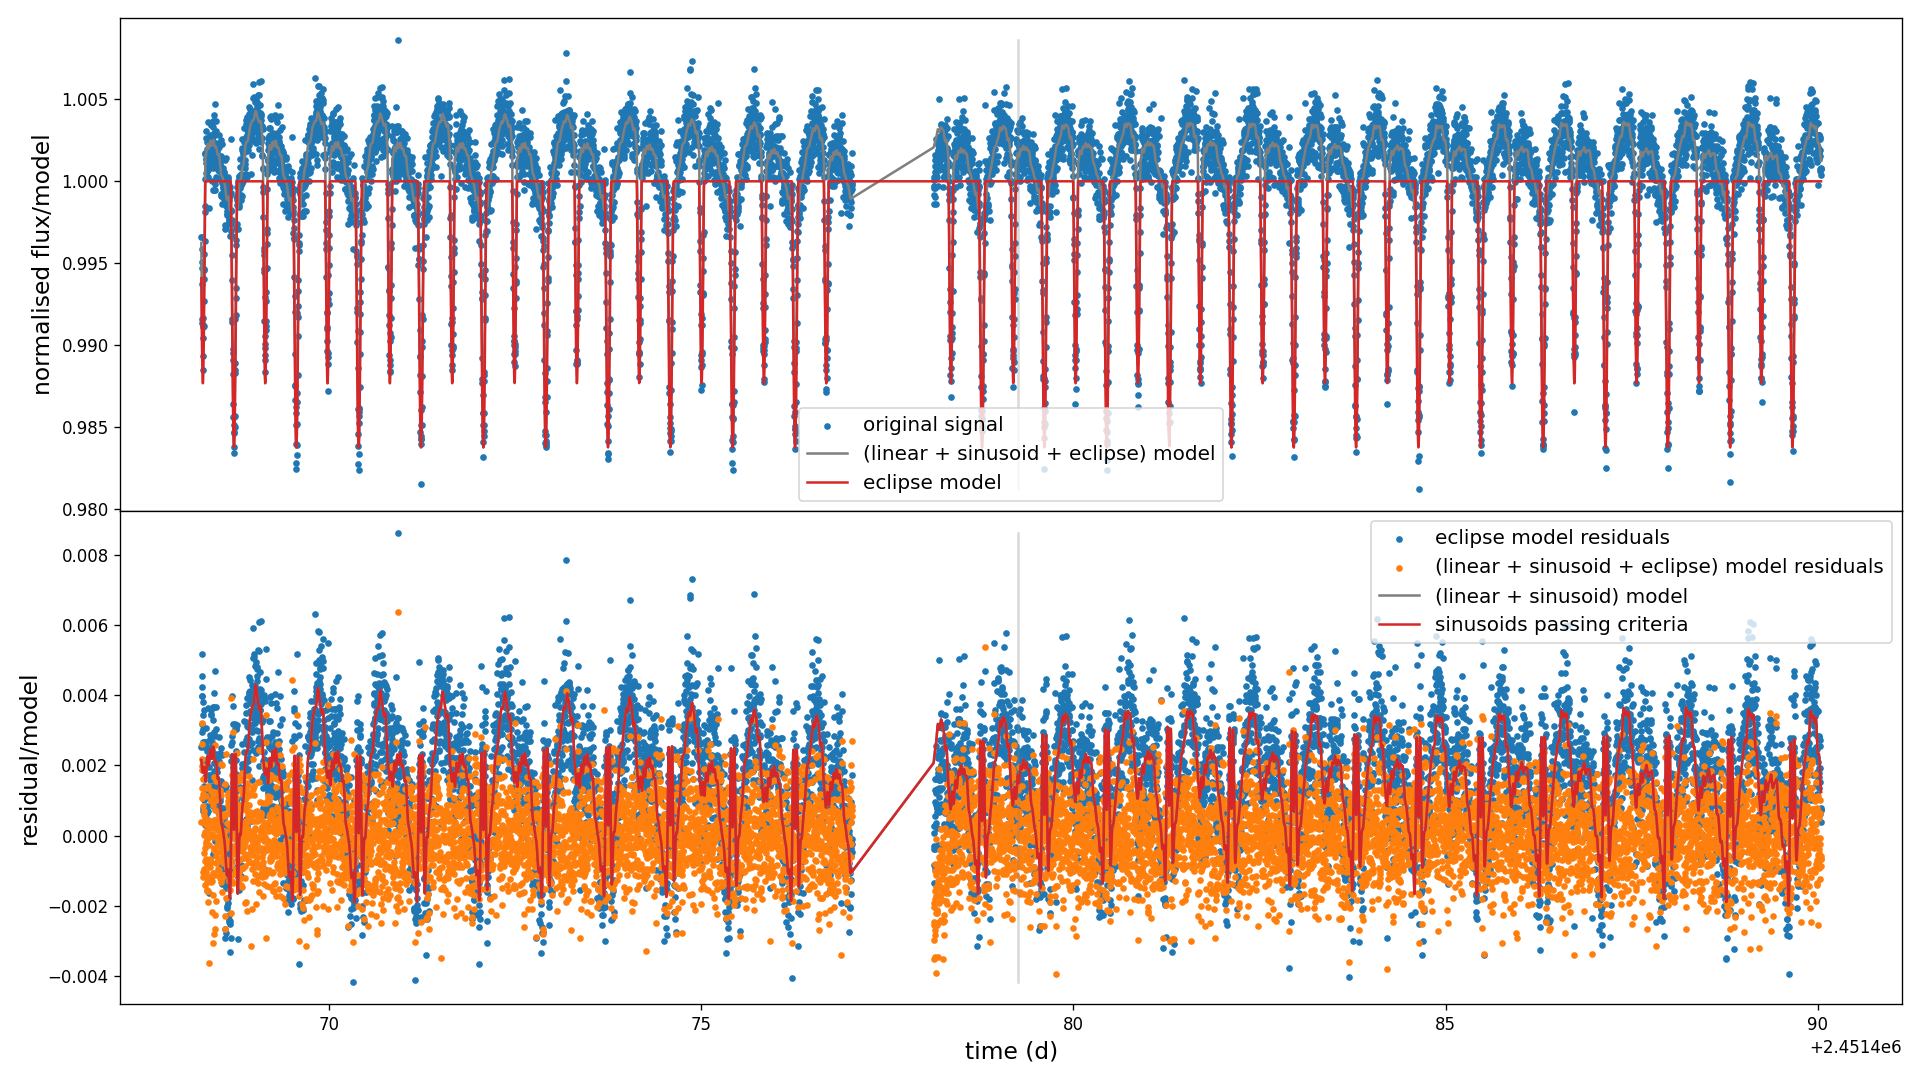 normalised flux/model
1.005
1.000
0.995
0.990
0.985
0.980
original signal
(linear + sinusoid + eclipse) model
eclipse model
residual/model
0.008
0.006
0.004
0.002
0.000
−0.002
−0.004
eclipse model residuals
(linear + sinusoid + eclipse) model residuals
(linear + sinusoid) model
sinusoids passing criteria
70
75
80
85
90
time (d)
+2.4514e6